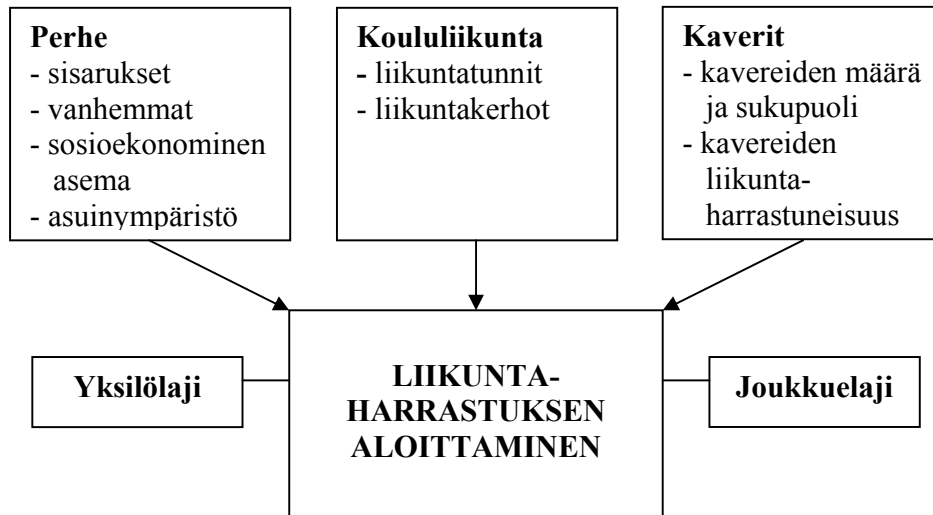 Perhe
- sisarukset
- vanhemmat
- sosioekonominen
asema
- asuinympäristö
Koululiikunta
- liikuntatunnit
- liikuntakerhot
Kaverit
- kavereiden määrä
ja sukupuoli
- kavereiden
liikunta-
harrastuneisuus
Yksilölaji
LIIKUNTA-
HARRASTUKSEN
ALOITTAMINEN
Joukkuelaji